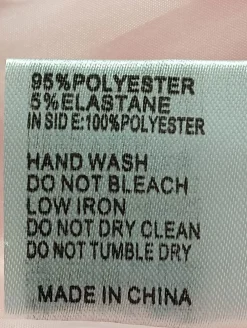 95%POLYESTER
5%ELASTANE
IN SIDE:100%POLYESTER
HAND WASH
DO NOT BLEACH
LOW IRON
DO NOT DRY CLEAN
DO NOT TUMBLE DRY
MADE IN CHINA